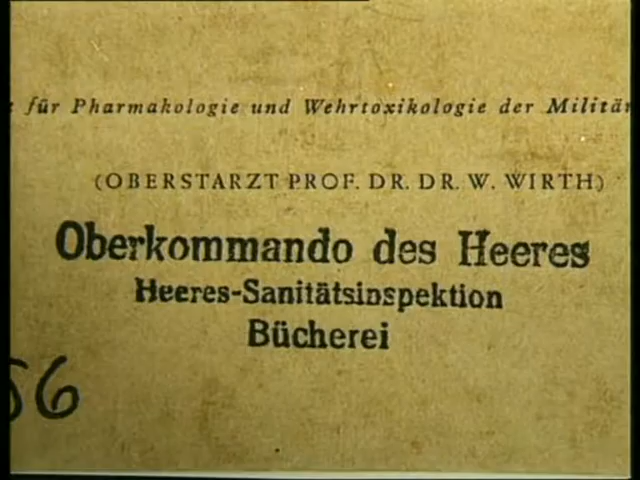 für Pharmakologie und Wehrtoxikologie der Militär
(OBERSTARZT PROF. DR. DR. W. WIRTH)
Oberkommando des Heeres
Heeres-Sanitätsinspektion
Bücherei
56